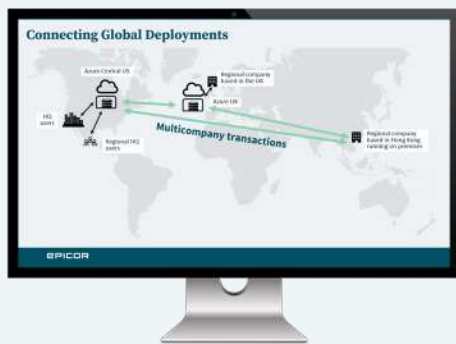 Connecting Global Deployments
Azure Central US
Regional company
based in the UK
Azure UK
HQ
users
Regional HQ
users
Multicompany transactions
Regional company
based in Hong Kong
running on premises
EPICOR